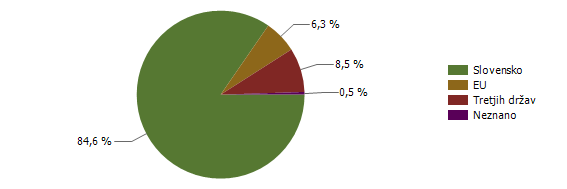 6,3 %
8,5 %
0,5 %
84,6 %
Slovensko
EU
Tretjih držav
Neznano